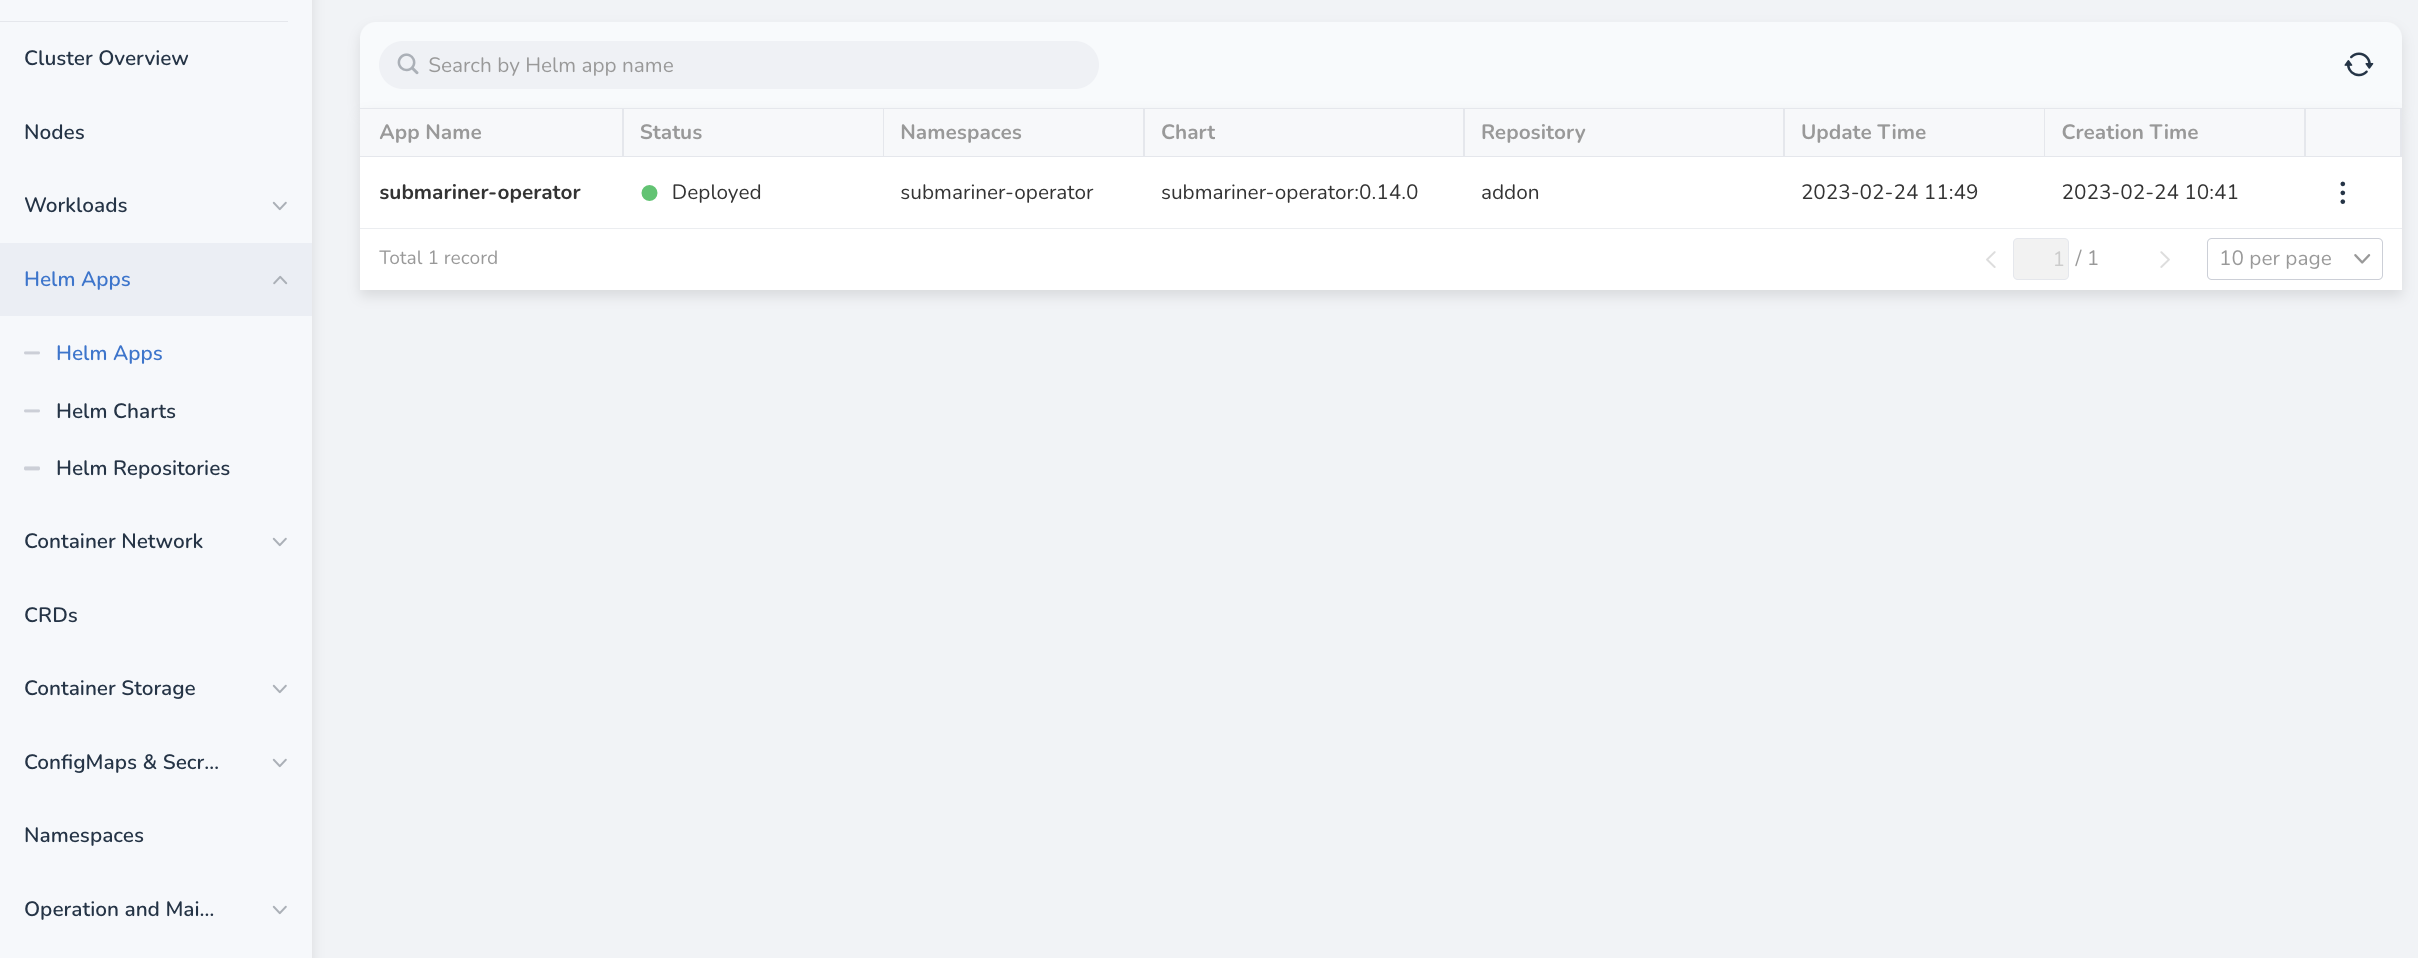 Cluster Overview
Nodes
Workloads
Helm Apps
Helm Apps
Helm Charts
Helm Repositories
Container Network
CRDs
Container Storage
ConfigMaps & Secr...
Namespaces
Operation and Mai...
Search by Helm app name
App Name Status Namespaces Chart Repository Update Time Creation Time
submariner-operator Deployed submariner-operator submariner-operator:0.14.0 addon 2023-02-24 11:49 2023-02-24 10:41
Total 1 record 1 / 1 10 per page